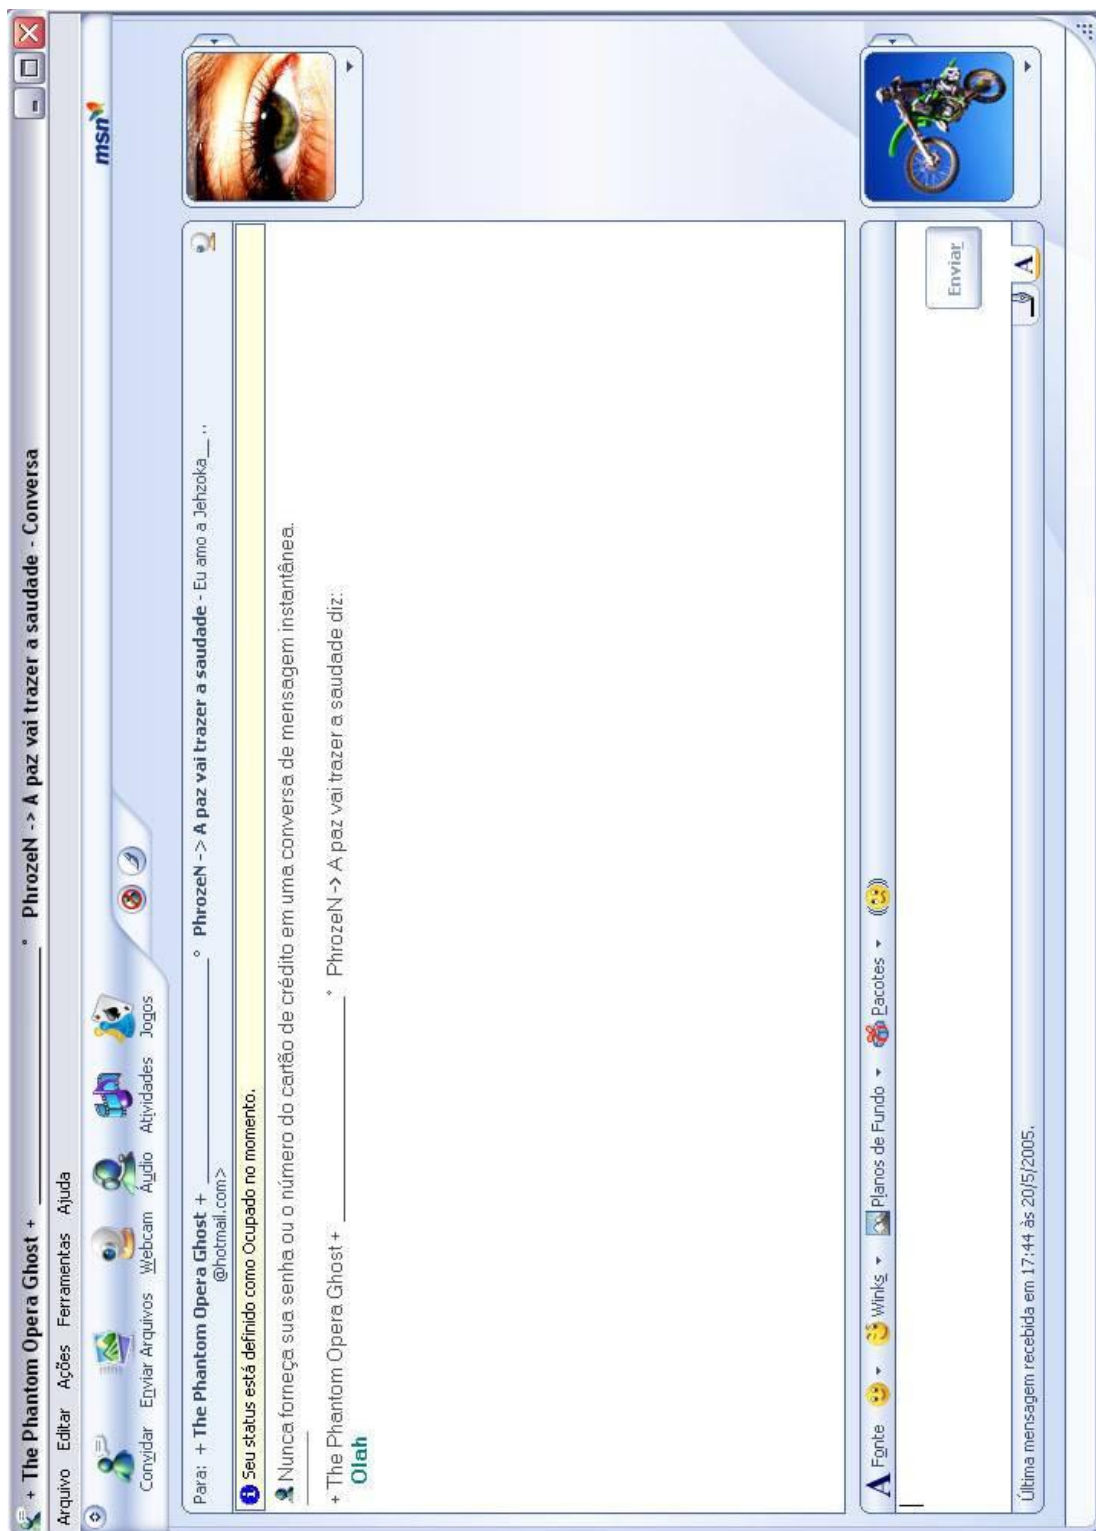 + The Phantom Opera Ghost + ____________________ ° PhrozeN -> A paz vai trazer a saudade - Conversa
Arquivo Editar Ações Ferramentas Ajuda
msn
Convidar Enviar Arquivos Webcam Áudio Atividades Jogos
Para: + The Phantom Opera Ghost + ____________________ ° PhrozeN -> A paz vai trazer a saudade - Eu amo a Jehzoka__ ..
@hotmail.com>
Seu status está definido como Ocupado no momento.
Nunca forneça sua senha ou o número do cartão de crédito em uma conversa de mensagem instantânea.
+ The Phantom Opera Ghost + ____________________ ° PhrozeN -> A paz vai trazer a saudade diz:
Olah
A Fonte Winks Planos de Fundo Pacotes
Enviar
A
Última mensagem recebida em 17:44 às 20/5/2005.